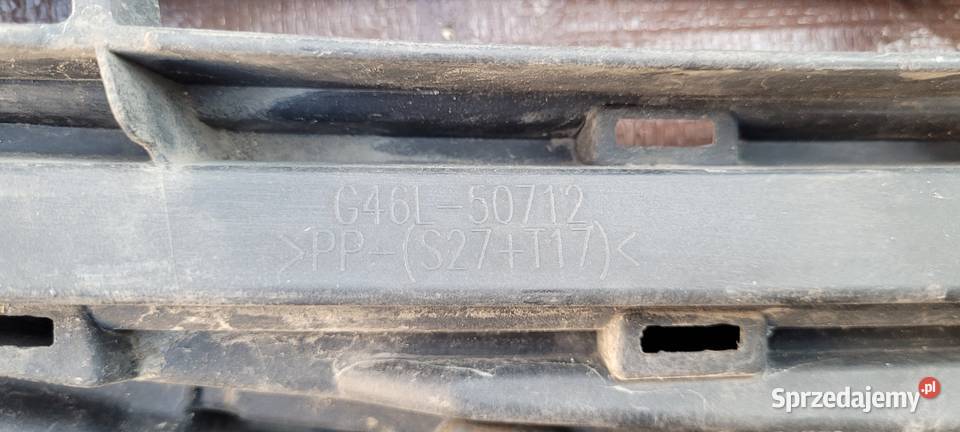 G46L-50712
>PP-(S27+T17)<
Sprzedajemy.pl